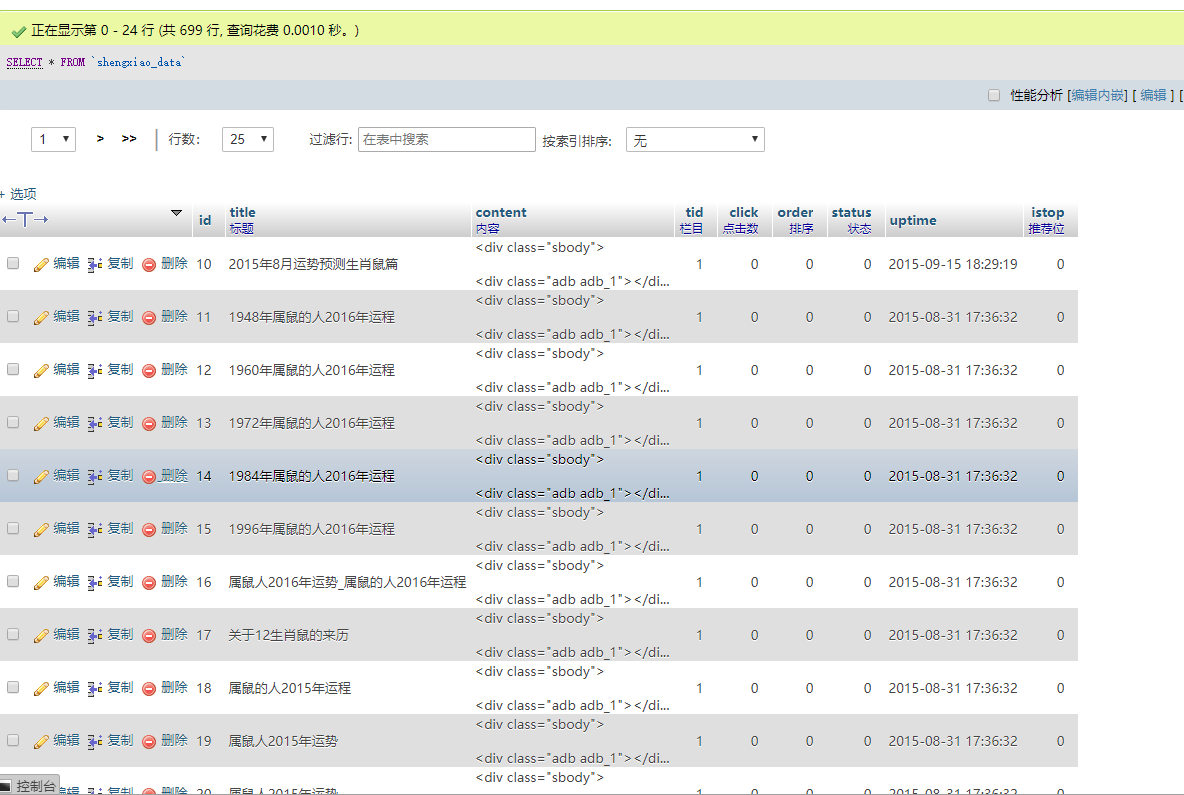 正在显示第 0 - 24 行 (共 699 行, 查询花费 0.0010 秒。)
SELECT * FROM `shengxiao_data`
性能分析 [编辑内嵌] [ 编辑 ] [
1 > >> 行数: 25 过滤行: 在表中搜索 按索引排序: 无
+ 选项
←T→ id title content tid click order status uptime istop
标题 内容 栏目 点击数 排序 状态 推荐位
<div class="sbody">
编辑 复制 删除 10 2015年8月运势预测生肖鼠篇 1 0 0 0 2015-09-15 18:29:19 0
<div class="adb adb_1"></di...
<div class="sbody">
编辑 复制 删除 11 1948年属鼠的人2016年运程 1 0 0 0 2015-08-31 17:36:32 0
<div class="adb adb_1"></di...
<div class="sbody">
编辑 复制 删除 12 1960年属鼠的人2016年运程 1 0 0 0 2015-08-31 17:36:32 0
<div class="adb adb_1"></di...
<div class="sbody">
编辑 复制 删除 13 1972年属鼠的人2016年运程 1 0 0 0 2015-08-31 17:36:32 0
<div class="adb adb_1"></di...
<div class="sbody">
编辑 复制 删除 14 1984年属鼠的人2016年运程 1 0 0 0 2015-08-31 17:36:32 0
<div class="adb adb_1"></di...
<div class="sbody">
编辑 复制 删除 15 1996年属鼠的人2016年运程 1 0 0 0 2015-08-31 17:36:32 0
<div class="adb adb_1"></di...
<div class="sbody">
编辑 复制 删除 16 属鼠人2016年运势_属鼠的人2016年运程 1 0 0 0 2015-08-31 17:36:32 0
<div class="adb adb_1"></di...
<div class="sbody">
编辑 复制 删除 17 关于12生肖鼠的来历 1 0 0 0 2015-08-31 17:36:32 0
<div class="adb adb_1"></di...
<div class="sbody">
编辑 复制 删除 18 属鼠的人2015年运程 1 0 0 0 2015-08-31 17:36:32 0
<div class="adb adb_1"></di...
<div class="sbody">
编辑 复制 删除 19 属鼠人2015年运势 1 0 0 0 2015-08-31 17:36:32 0
<div class="adb adb_1"></di...
<div class="sbody">
控制台 编辑 复制 删除 20 属鼠人2015年运势 1 0 0 0 2015-08-31 17:36:32 0